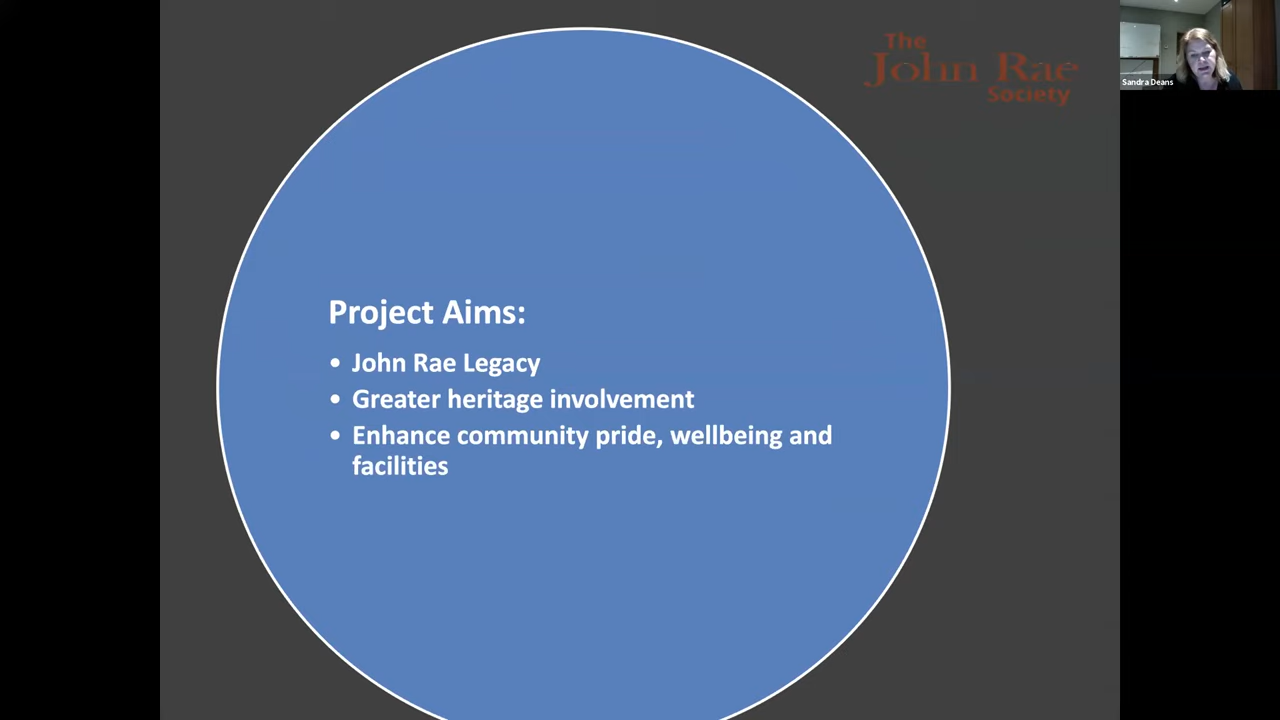 The
John Rae
Society
Sandra Deans
Project Aims:
• John Rae Legacy
• Greater heritage involvement
• Enhance community pride, wellbeing and
facilities